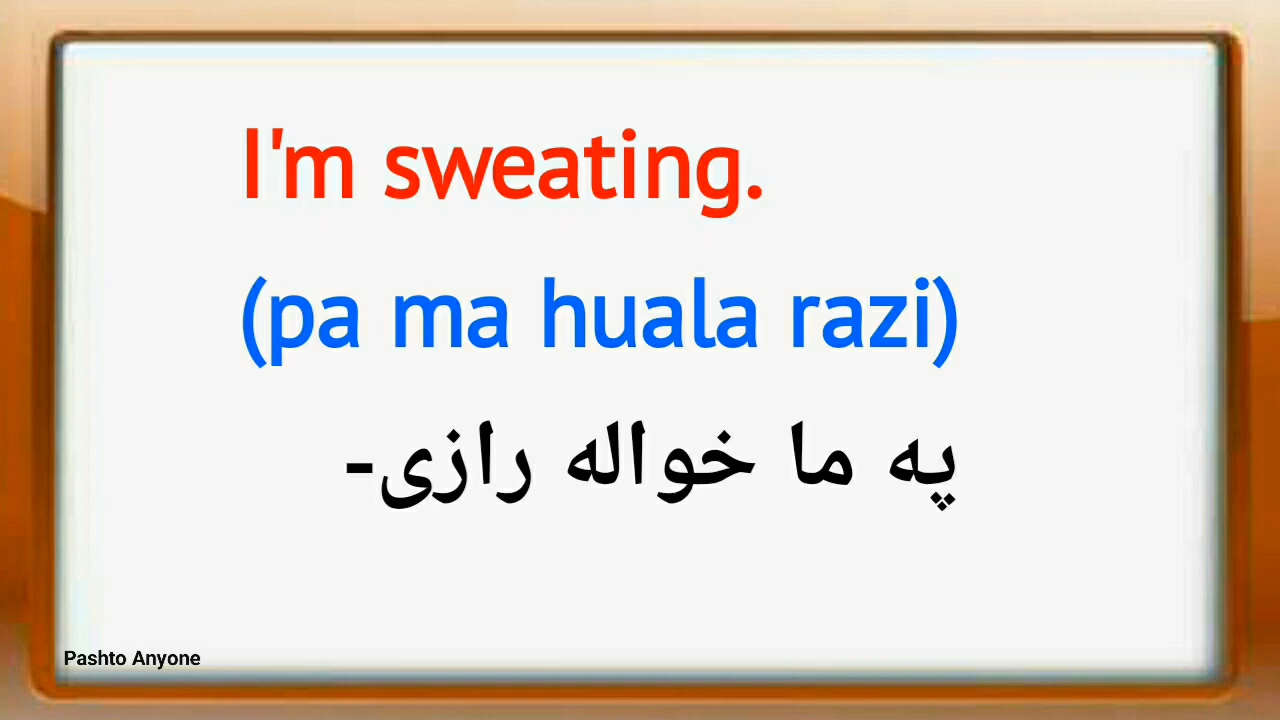 I'm sweating.
(pa ma huala razi)
په ما خواله رازی-
Pashto Anyone